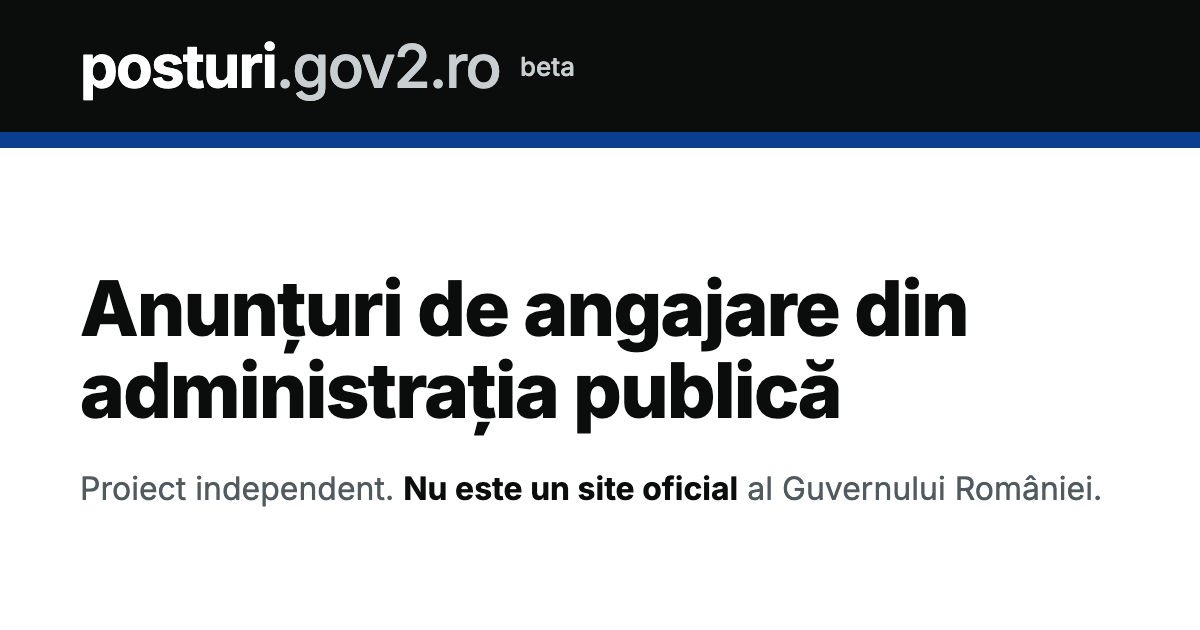 posturi.gov2.ro beta
Anunțuri de angajare din
administrația publică
Proiect independent. Nu este un site oficial al Guvernului României.